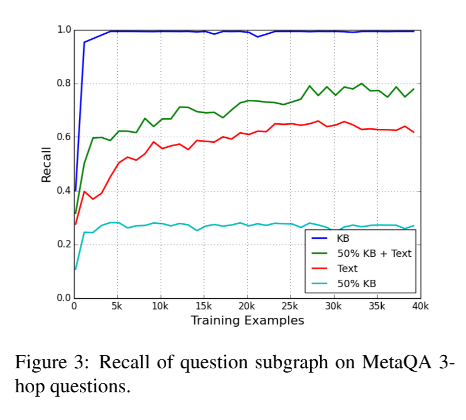 1.0
0.8
0.6
0.4
0.2
0.0
Recall
0
5k
10k
15k
20k
25k
30k
35k
40k
Training Examples
KB
50% KB + Text
Text
50% KB
Figure 3: Recall of question subgraph on MetaQA 3-
hop questions.